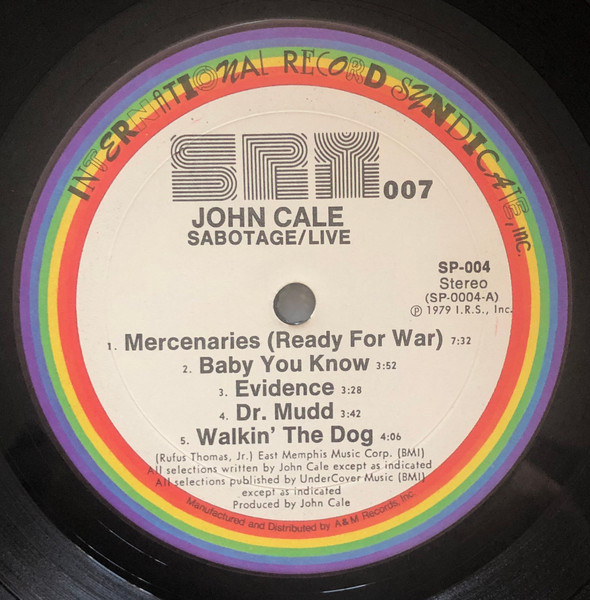 INTERNATIONAL RECORD SYNDICATE, INC.
SPY 007
JOHN CALE
SABOTAGE/LIVE
SP-004
Stereo
(SP-0004-A)
℗ 1979 I.R.S., Inc.
1. Mercenaries (Ready For War) 7:32
2. Baby You Know 3:52
3. Evidence 3:28
4. Dr. Mudd 3:42
5. Walkin' The Dog 4:06
(Rufus Thomas, Jr.) East Memphis Music Corp. (BMI)
All selections written by John Cale except as indicated
All selections published by UnderCover Music (BMI)
except as indicated
Produced by John Cale
Manufactured and Distributed by A&M Records, Inc.